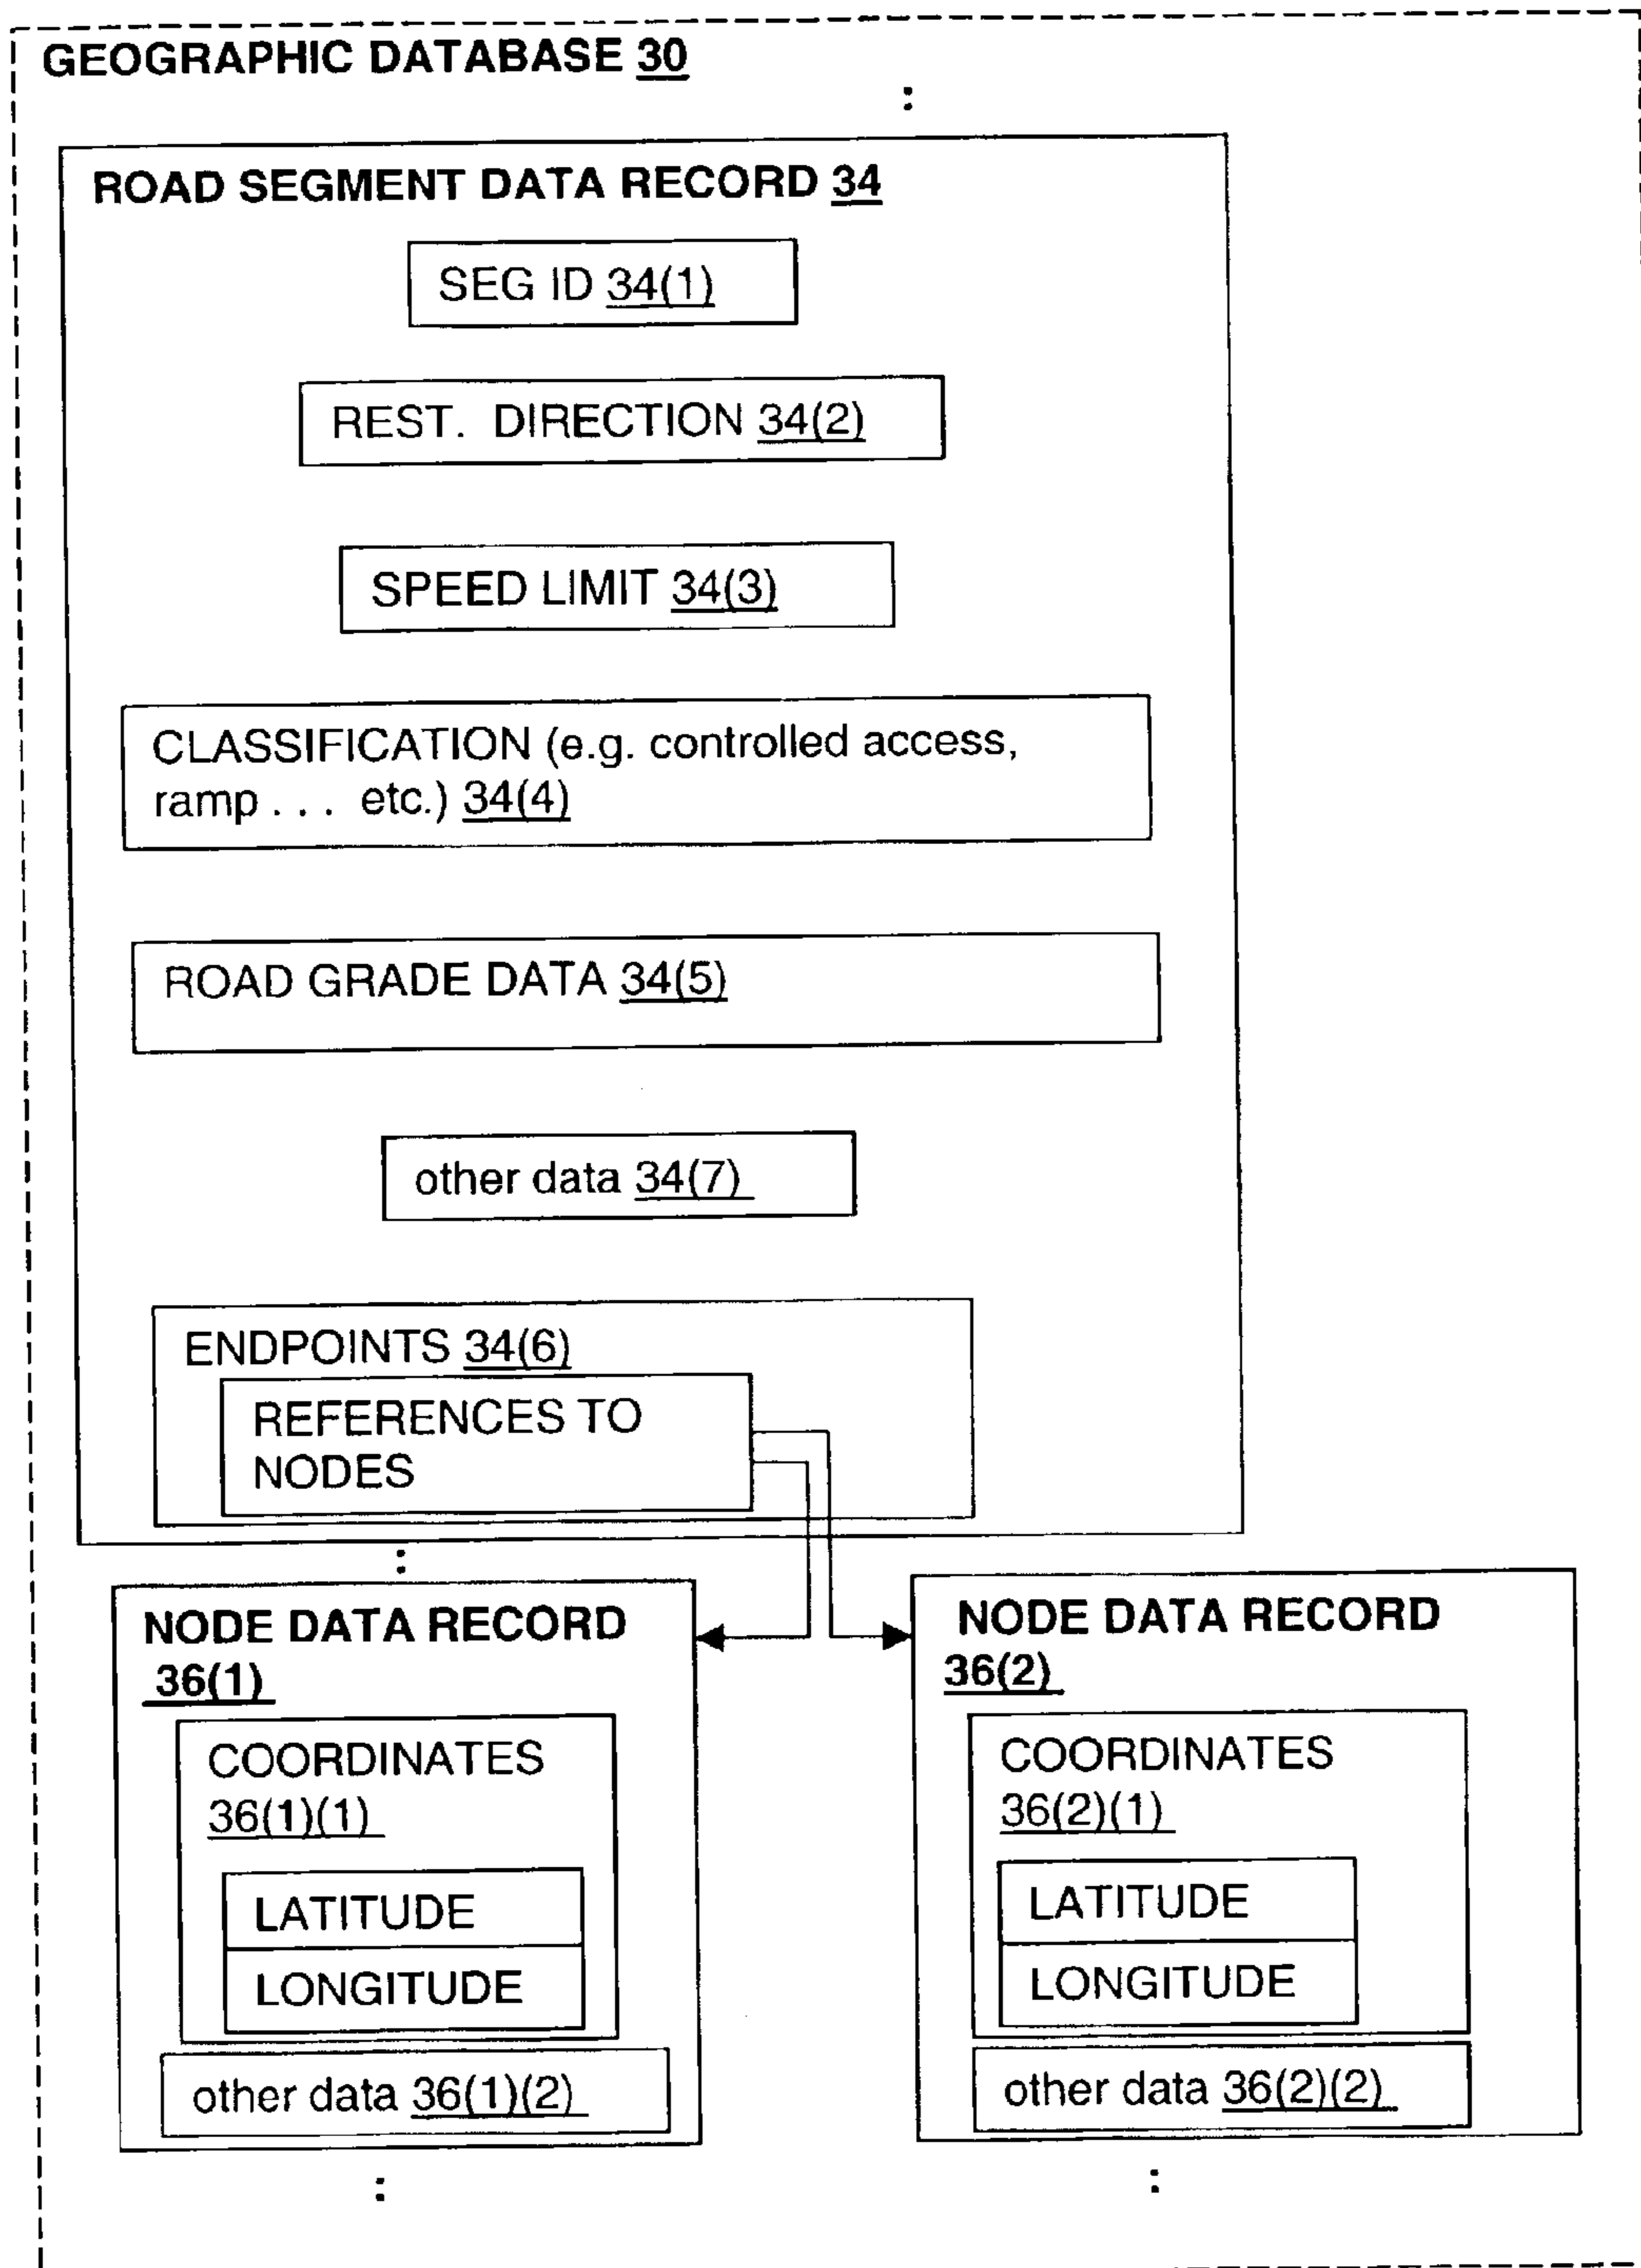 GEOGRAPHIC DATABASE 30
:
ROAD SEGMENT DATA RECORD 34
SEG ID 34(1)
REST. DIRECTION 34(2)
SPEED LIMIT 34(3)
CLASSIFICATION (e.g. controlled access,
ramp . . . etc.) 34(4)
ROAD GRADE DATA 34(5)
other data 34(7)
ENDPOINTS 34(6)
REFERENCES TO
NODES
:
NODE DATA RECORD
36(1)
COORDINATES
36(1)(1)
LATITUDE
LONGITUDE
other data 36(1)(2)
:
NODE DATA RECORD
36(2)
COORDINATES
36(2)(1)
LATITUDE
LONGITUDE
other data 36(2)(2)
: